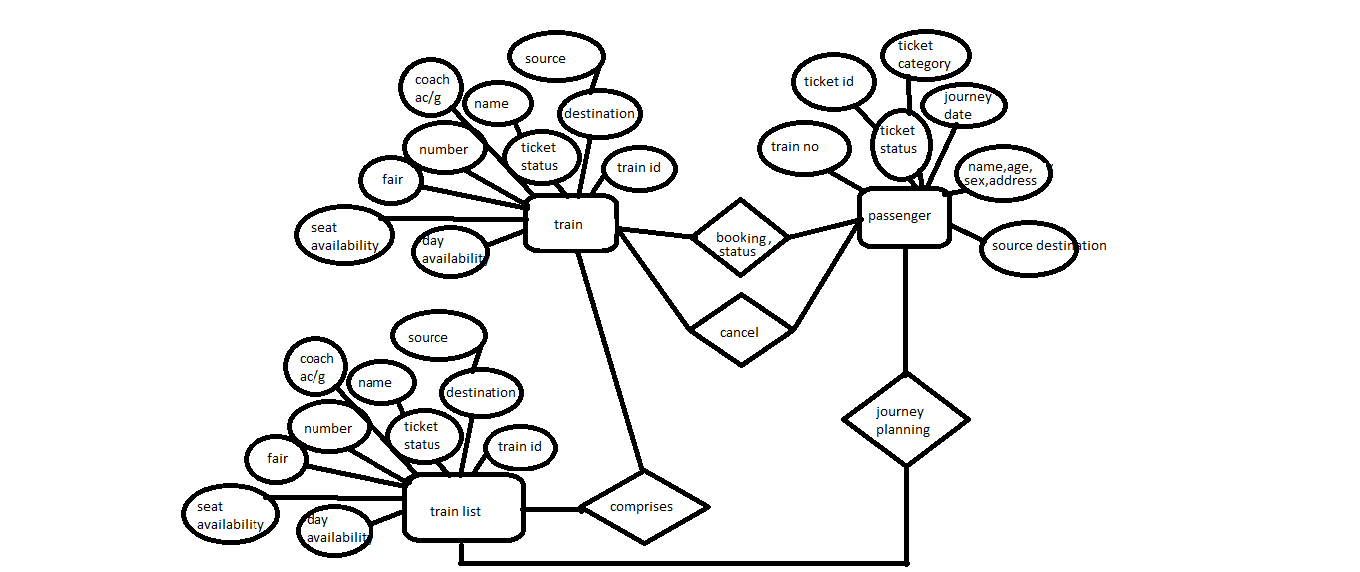 source
coach
ac/g
name
destination
number
ticket
status
train id
fair
seat
availability
day
availability
train
ticket
category
ticket id
journey
date
ticket
status
train no
name,age,
sex,address
passenger
source destination
booking,
status
cancel
source
coach
ac/g
name
destination
number
ticket
status
train id
fair
seat
availability
day
availability
train list
comprises
journey
planning